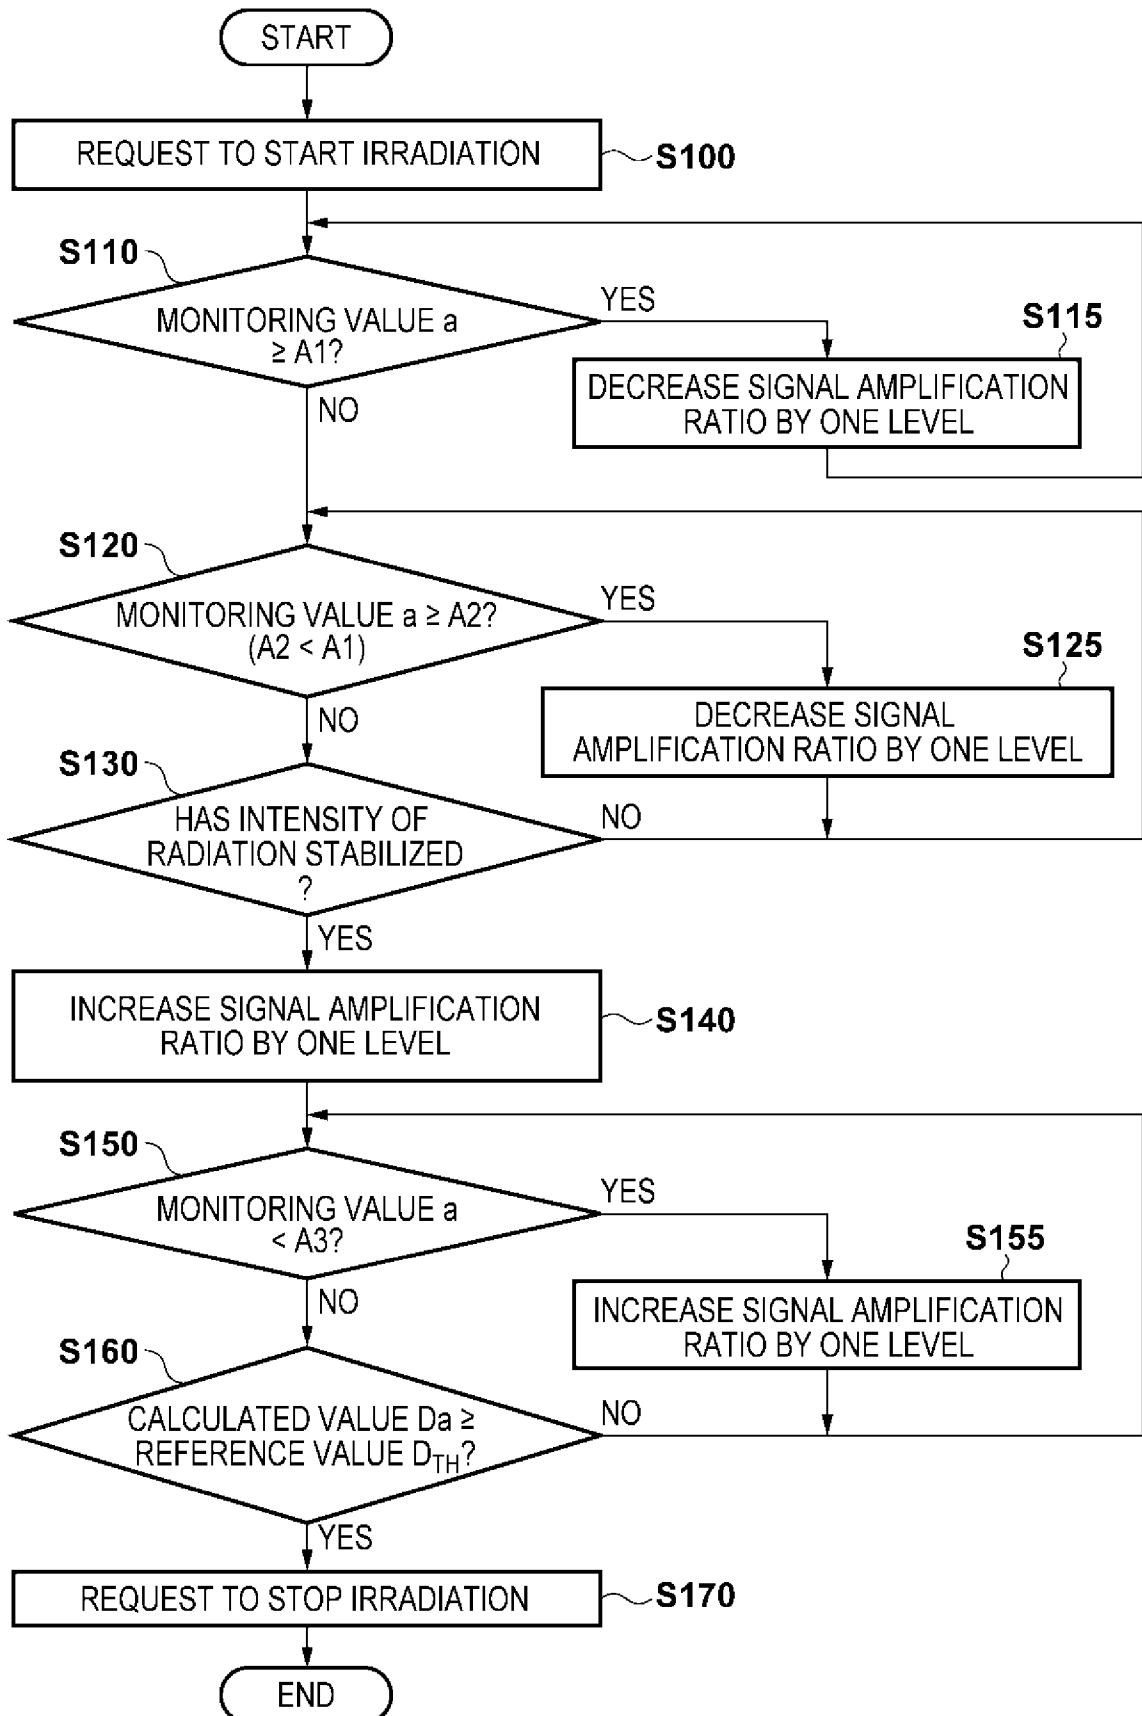 START
REQUEST TO START IRRADIATION
S100
S110
MONITORING VALUE a
≥ A1?
YES
S115
DECREASE SIGNAL AMPLIFICATION
RATIO BY ONE LEVEL
NO
S120
MONITORING VALUE a ≥ A2?
(A2 < A1)
YES
S125
DECREASE SIGNAL
AMPLIFICATION RATIO BY ONE LEVEL
NO
S130
HAS INTENSITY OF
RADIATION STABILIZED
?
NO
YES
INCREASE SIGNAL AMPLIFICATION
RATIO BY ONE LEVEL
S140
S150
MONITORING VALUE a
< A3?
YES
S155
INCREASE SIGNAL AMPLIFICATION
RATIO BY ONE LEVEL
NO
S160
CALCULATED VALUE Da ≥
REFERENCE VALUE D_TH?
NO
YES
REQUEST TO STOP IRRADIATION
S170
END